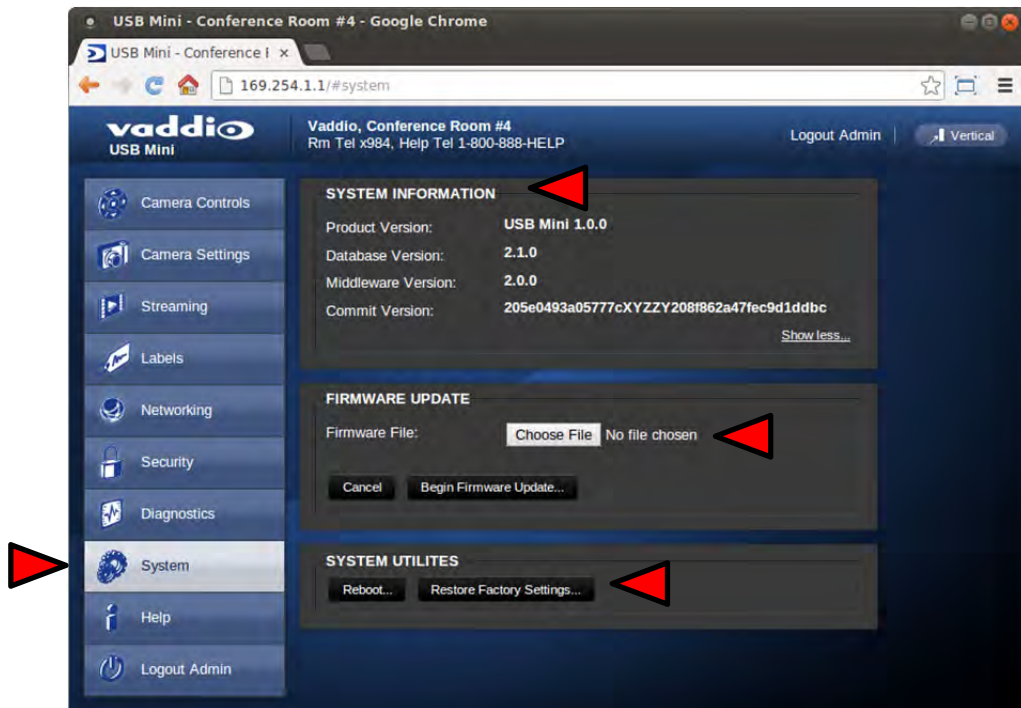 USB Mini - Conference Room #4 - Google Chrome
USB Mini - Conference
169.254.1.1/#system
vaddio
USB Mini
Vaddio, Conference Room #4
Rm Tel x984, Help Tel 1-800-888-HELP
Logout Admin
Vertical
Camera Controls
Camera Settings
Streaming
Labels
Networking
Security
Diagnostics
System
Help
Logout Admin
SYSTEM INFORMATION
Product Version: USB Mini 1.0.0
Database Version: 2.1.0
Middleware Version: 2.0.0
Commit Version: 205e0493a05777cXYZZY208f862a47fec9d1ddbc
Show less...
FIRMWARE UPDATE
Firmware File: Choose File No file chosen
Cancel Begin Firmware Update...
SYSTEM UTILITES
Reboot... Restore Factory Settings...